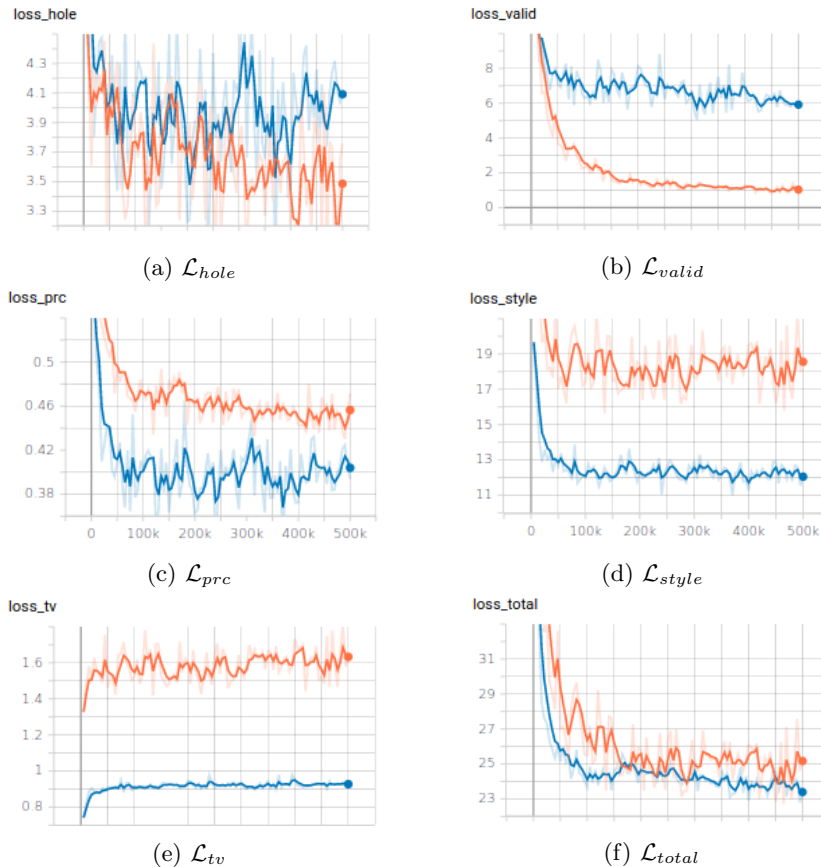 loss_hole
4.3
4.1
3.9
3.7
3.5
3.3
(a) 𝓛hole
loss_valid
8
6
4
2
0
(b) 𝓛valid
loss_prc
0.5
0.46
0.42
0.38
0 100k 200k 300k 400k 500k
(c) 𝓛prc
loss_style
19
17
15
13
11
0 100k 200k 300k 400k 500k
(d) 𝓛style
loss_tv
1.6
1.4
1.2
1
0.8
(e) 𝓛tv
loss_total
31
29
27
25
23
(f) 𝓛total